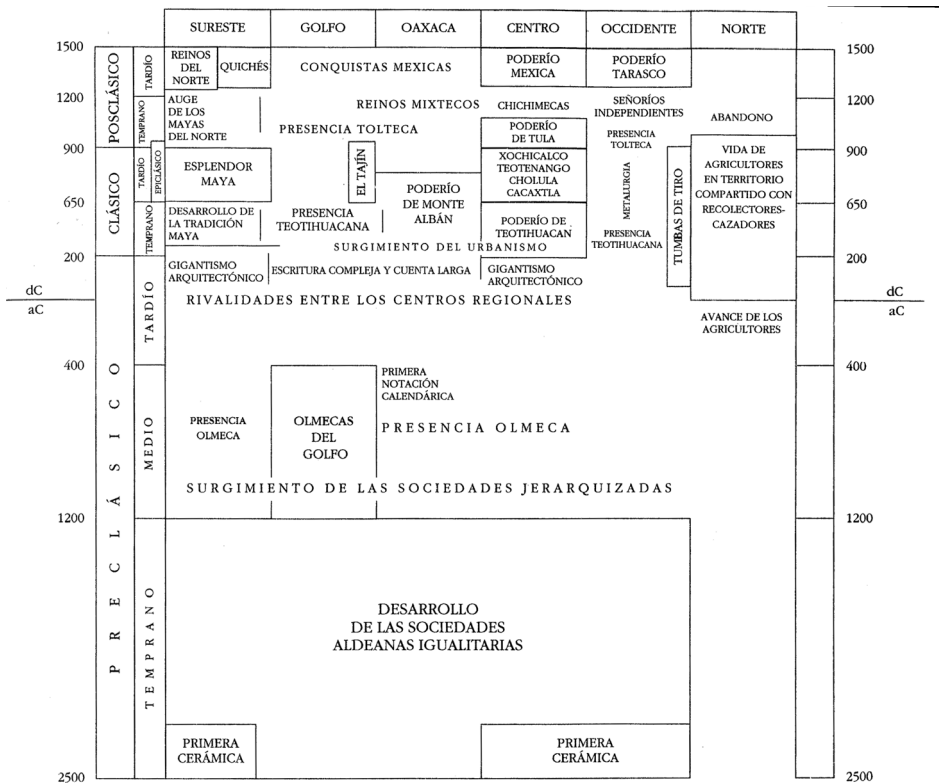 SURESTE GOLFO OAXACA CENTRO OCCIDENTE NORTE
1500
POSCLÁSICO
TARDÍO
REINOS
DEL
NORTE
QUICHÉS
CONQUISTAS MEXICAS
PODERÍO
MEXICA
PODERÍO
TARASCO
1500
1200
TEMPRANO
AUGE
DE LOS
MAYAS
DEL NORTE
REINOS MIXTECOS
CHICHIMECAS
SEÑORÍOS
INDEPENDIENTES
ABANDONO
1200
PRESENCIA TOLTECA
PODERÍO
DE TULA
PRESENCIA
TOLTECA
900
CLÁSICO
TARDÍO
EPICLÁSICO
ESPLENDOR
MAYA
EL TAJÍN
PODERÍO
DE MONTE
ALBÁN
XOCHICALCO
TEOTENANGO
CHOLULA
CACAXTLA
METALURGIA
TUMBAS DE TIRO
VIDA DE
AGRICULTORES
EN TERRITORIO
COMPARTIDO CON
RECOLECTORES-
CAZADORES
900
650
TEMPRANO
DESARROLLO DE
LA TRADICIÓN
MAYA
PRESENCIA
TEOTIHUACANA
PODERÍO DE
TEOTIHUACAN
PRESENCIA
TEOTIHUACANA
650
SURGIMIENTO DEL URBANISMO
200
PRECLÁSICO
TARDÍO
GIGANTISMO
ARQUITECTÓNICO
ESCRITURA COMPLEJA Y CUENTA LARGA
GIGANTISMO
ARQUITECTÓNICO
200
RIVALIDADES ENTRE LOS CENTROS REGIONALES
dC
aC
dC
aC
AVANCE DE LOS
AGRICULTORES
400
MEDIO
PRIMERA
NOTACIÓN
CALENDÁRICA
400
PRESENCIA
OLMECA
OLMECAS
DEL
GOLFO
PRESENCIA OLMECA
SURGIMIENTO DE LAS SOCIEDADES JERARQUIZADAS
1200
1200
TEMPRANO
DESARROLLO
DE LAS SOCIEDADES
ALDEANAS IGUALITARIAS
PRIMERA
CERÁMICA
PRIMERA
CERÁMICA
2500
2500